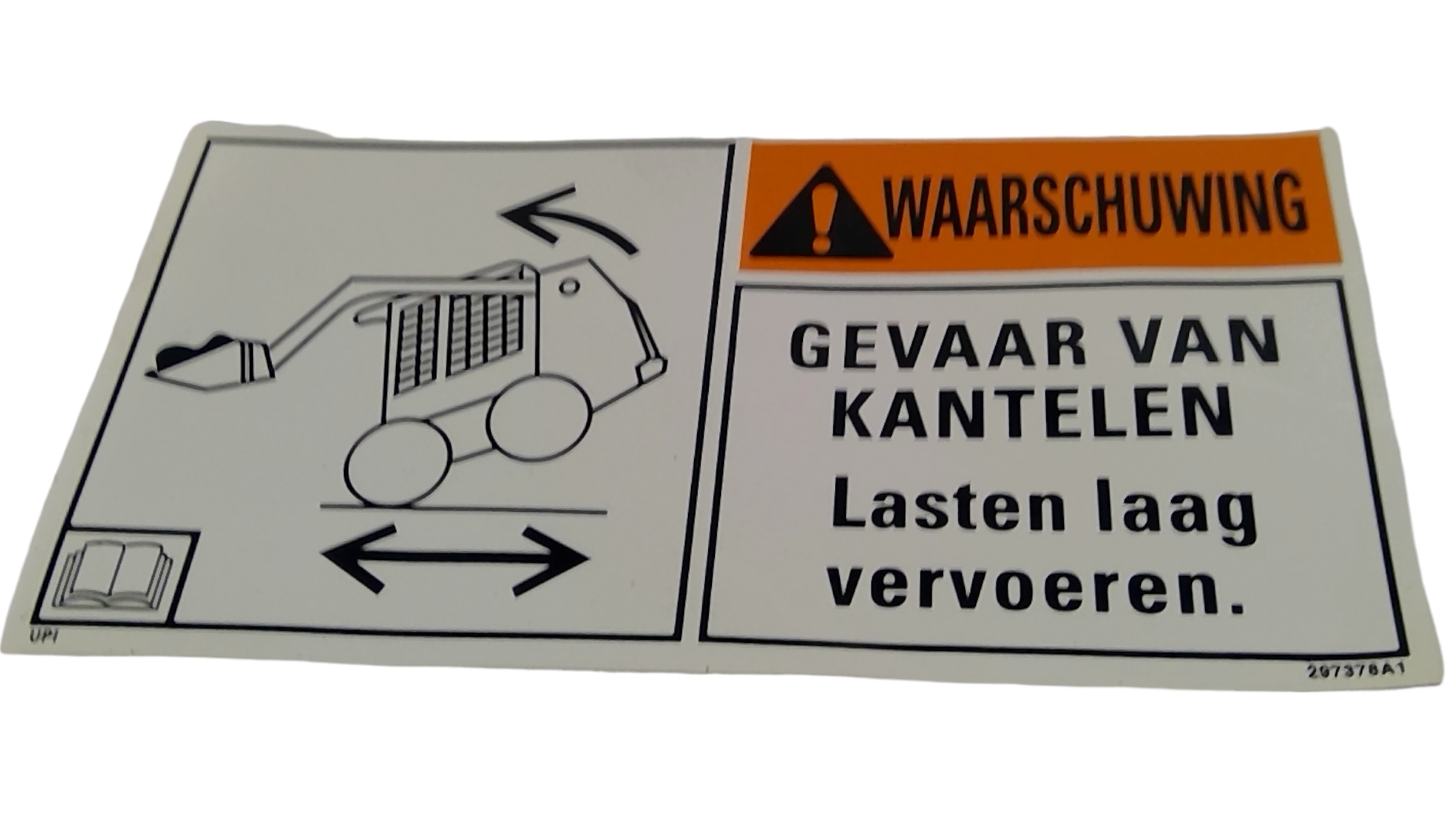 WAARSCHUWING
GEVAAR VAN
KANTELEN
Lasten laag
vervoeren.
UPI
297378A1